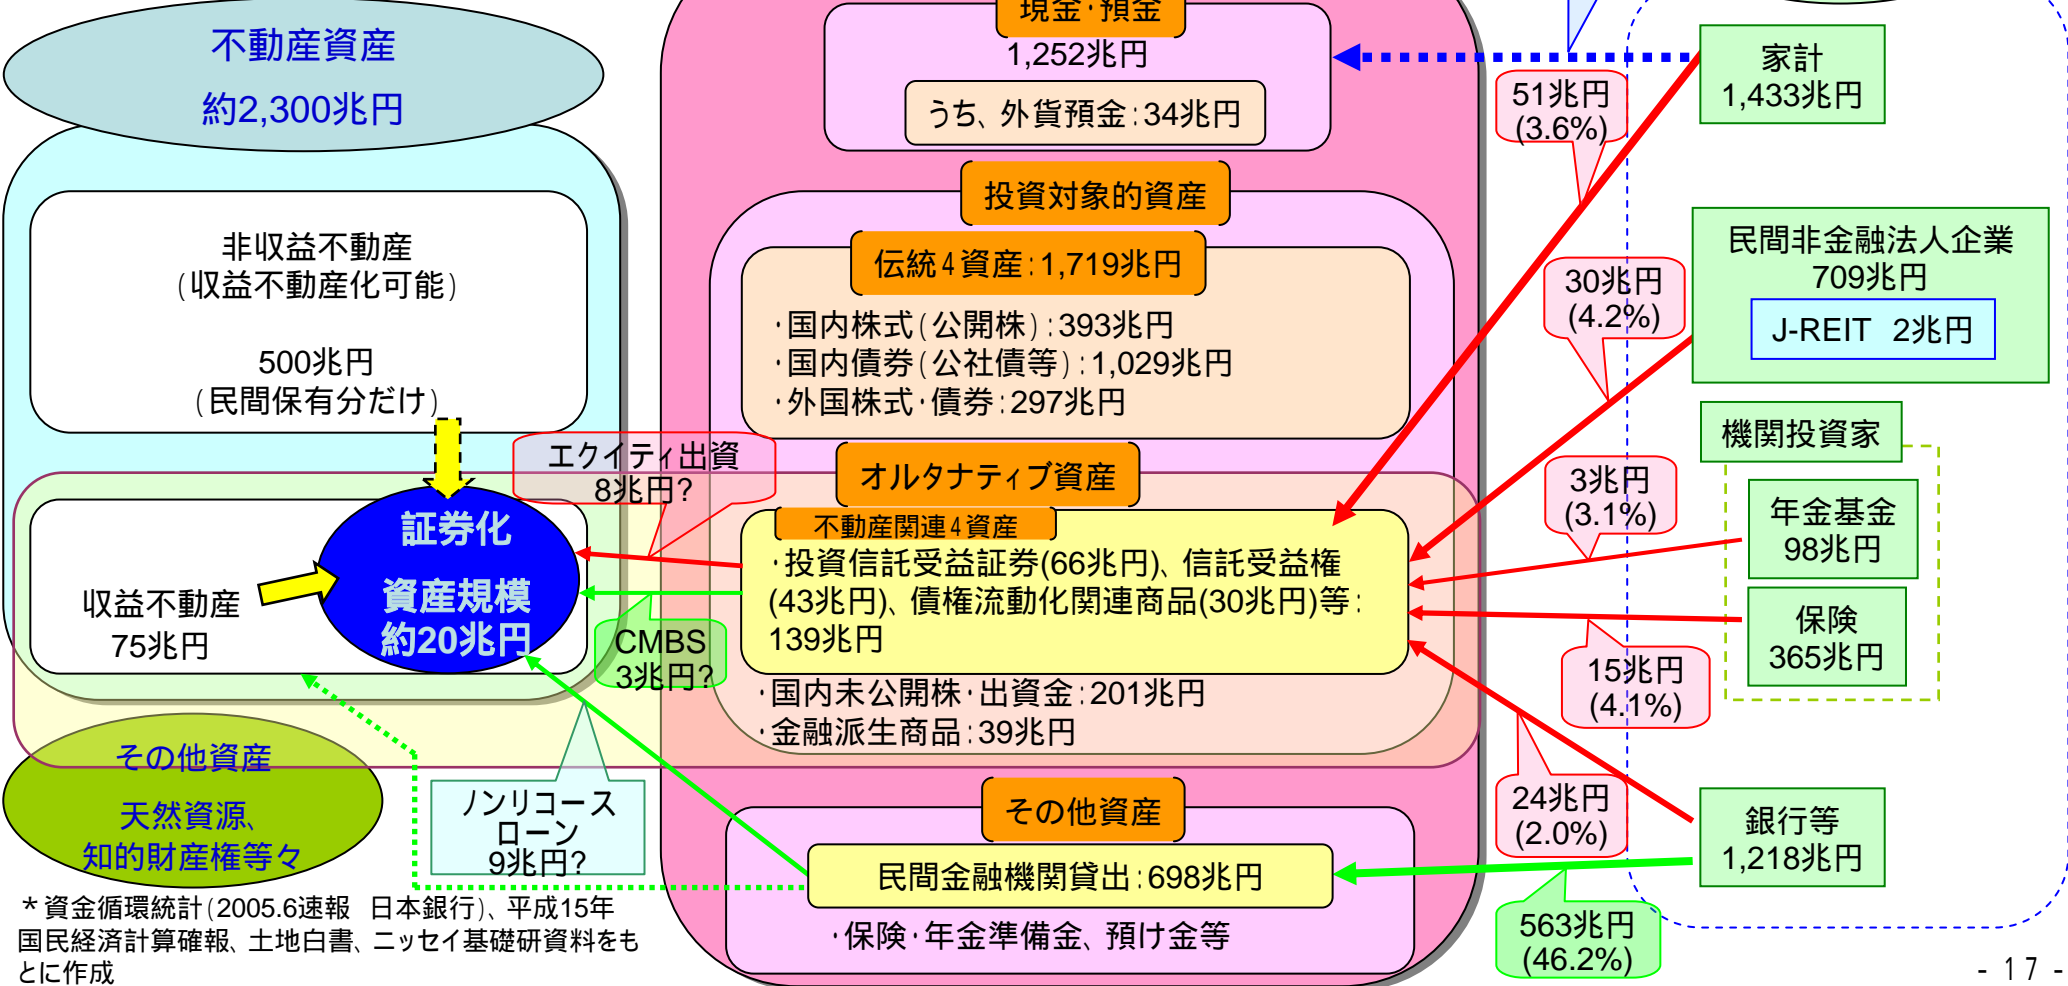 不動産資産
約2,300兆円
非収益不動産
(収益不動産化可能)
500兆円
(民間保有分だけ)
証券化
資産規模
約20兆円
収益不動産
75兆円
その他資産
天然資源、
知的財産権等々
エクイティ出資
8兆円?
CMBS
3兆円?
ノンリコース
ローン
9兆円?
現金・預金
1,252兆円
うち、外貨預金:34兆円
投資対象的資産
伝統4資産:1,719兆円
・国内株式(公開株):393兆円
・国内債券(公社債等):1,029兆円
・外国株式・債券:297兆円
オルタナティブ資産
不動産関連4資産
・投資信託受益証券(66兆円)、信託受益権
(43兆円)、債権流動化関連商品(30兆円)等:
139兆円
・国内未公開株・出資金:201兆円
・金融派生商品:39兆円
その他資産
民間金融機関貸出:698兆円
・保険・年金準備金、預け金等
51兆円
(3.6%)
30兆円
(4.2%)
3兆円
(3.1%)
15兆円
(4.1%)
24兆円
(2.0%)
563兆円
(46.2%)
家計
1,433兆円
民間非金融法人企業
709兆円
J-REIT 2兆円
機関投資家
年金基金
98兆円
保険
365兆円
銀行等
1,218兆円
*資金循環統計(2005.6速報 日本銀行)、平成15年
国民経済計算確報、土地白書、ニッセイ基礎研資料をも
とに作成
- 17 -